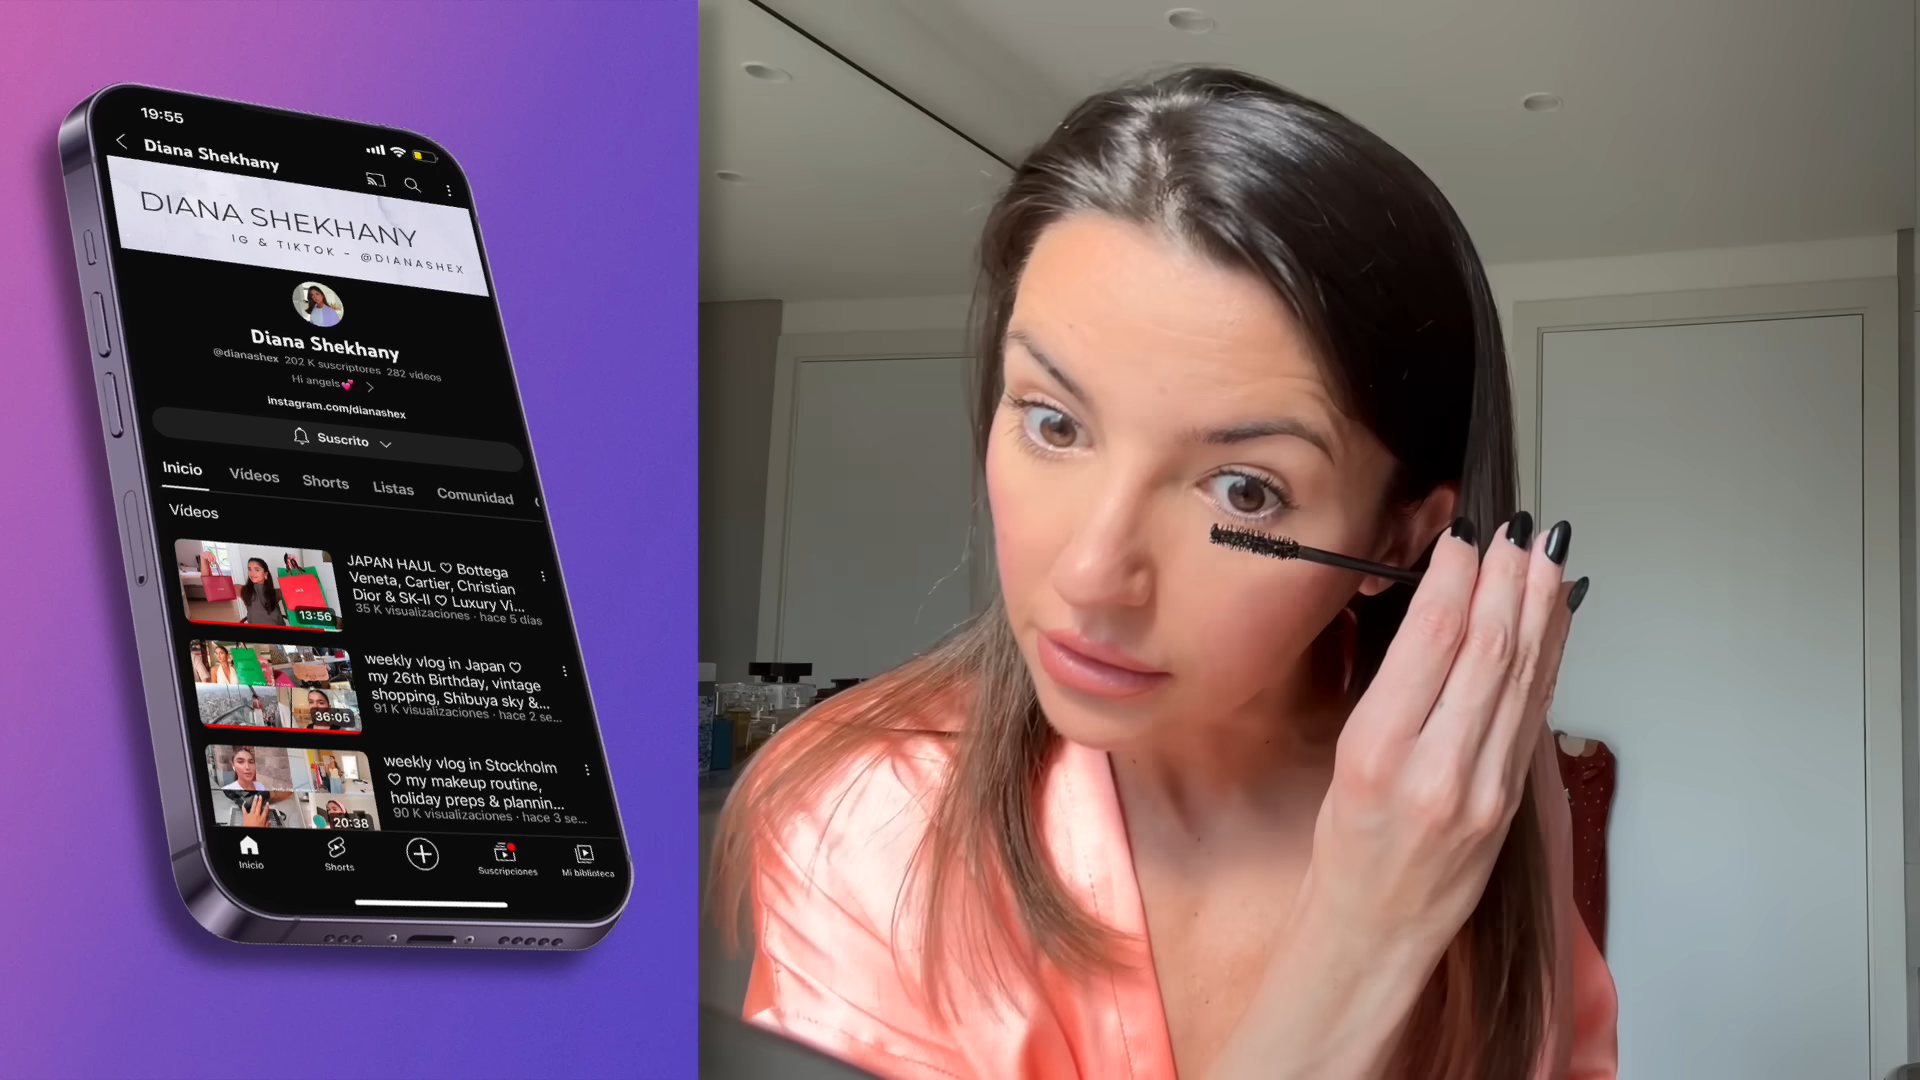 19:55
Diana Shekhany
DIANA SHEKHANY
IG & TIKTOK - @DIANASHEX
Diana Shekhany
@dianashex 202 K suscriptores 282 vídeos
Hi angels💕
instagram.com/dianashex
Suscrito
Inicio Vídeos Shorts Listas Comunidad
Vídeos
JAPAN HAUL ♡ Bottega
Veneta, Cartier, Christian
Dior & SK-II ♡ Luxury Vi...
35 K visualizaciones · hace 5 días
13:56
weekly vlog in Japan ♡
my 26th Birthday, vintage
shopping, Shibuya sky &...
91 K visualizaciones · hace 2 se...
36:05
weekly vlog in Stockholm
♡ my makeup routine,
holiday preps & plannin...
90 K visualizaciones · hace 3 se...
20:38
Inicio Shorts Suscripciones Mi biblioteca